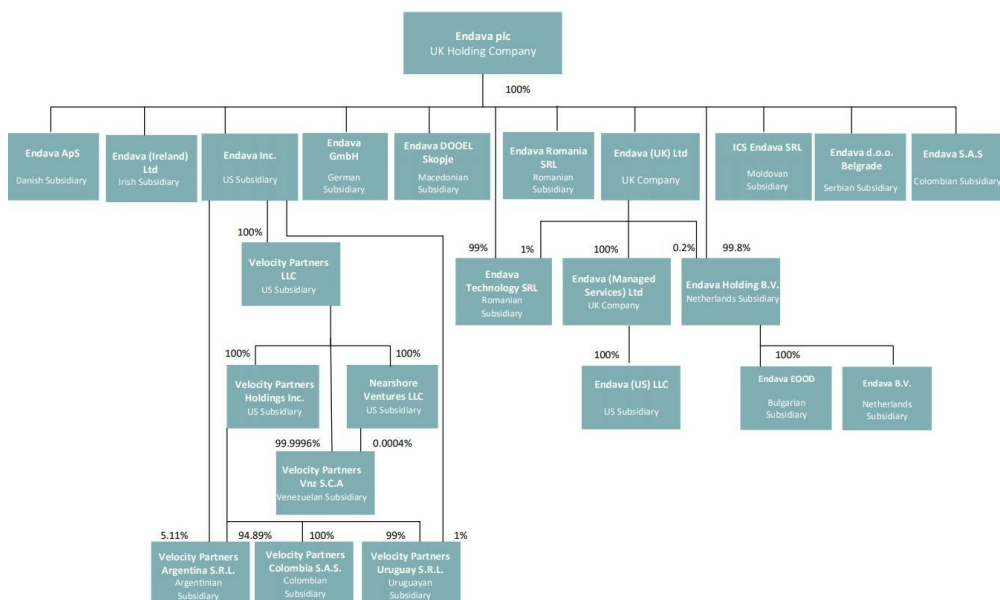 Endava plc
UK Holding Company
100%
Endava ApS
Danish Subsidiary
Endava (Ireland)
Ltd
Irish Subsidiary
Endava Inc.
US Subsidiary
Endava
GmbH
German
Subsidiary
Endava DOOEL
Skopje
Macedonian
Subsidiary
Endava Romania
SRL
Romanian
Subsidiary
Endava (UK) Ltd
UK Company
ICS Endava SRL
Moldovan
Subsidiary
Endava d.o.o.
Belgrade
Serbian Subsidiary
Endava S.A.S
Colombian Subsidiary
100%
99%
1%
100%
0.2%
99.8%
Velocity Partners
LLC
US Subsidiary
Endava
Technology SRL
Romanian
Subsidiary
Endava (Managed
Services) Ltd
UK Company
Endava Holding B.V.
Netherlands Subsidiary
100%
100%
100%
100%
Velocity Partners
Holdings Inc.
US Subsidiary
Nearshore
Ventures LLC
US Subsidiary
Endava (US) LLC
US Subsidiary
Endava EOOD
Bulgarian
Subsidiary
Endava B.V.
Netherlands
Subsidiary
99.9996%
0.0004%
Velocity Partners
Vnz S.C.A
Venezuelan Subsidiary
5.11%
94.89%
100%
99%
1%
Velocity Partners
Argentina S.R.L.
Argentinian
Subsidiary
Velocity Partners
Colombia S.A.S.
Colombian
Subsidiary
Velocity Partners
Uruguay S.R.L.
Uruguayan
Subsidiary